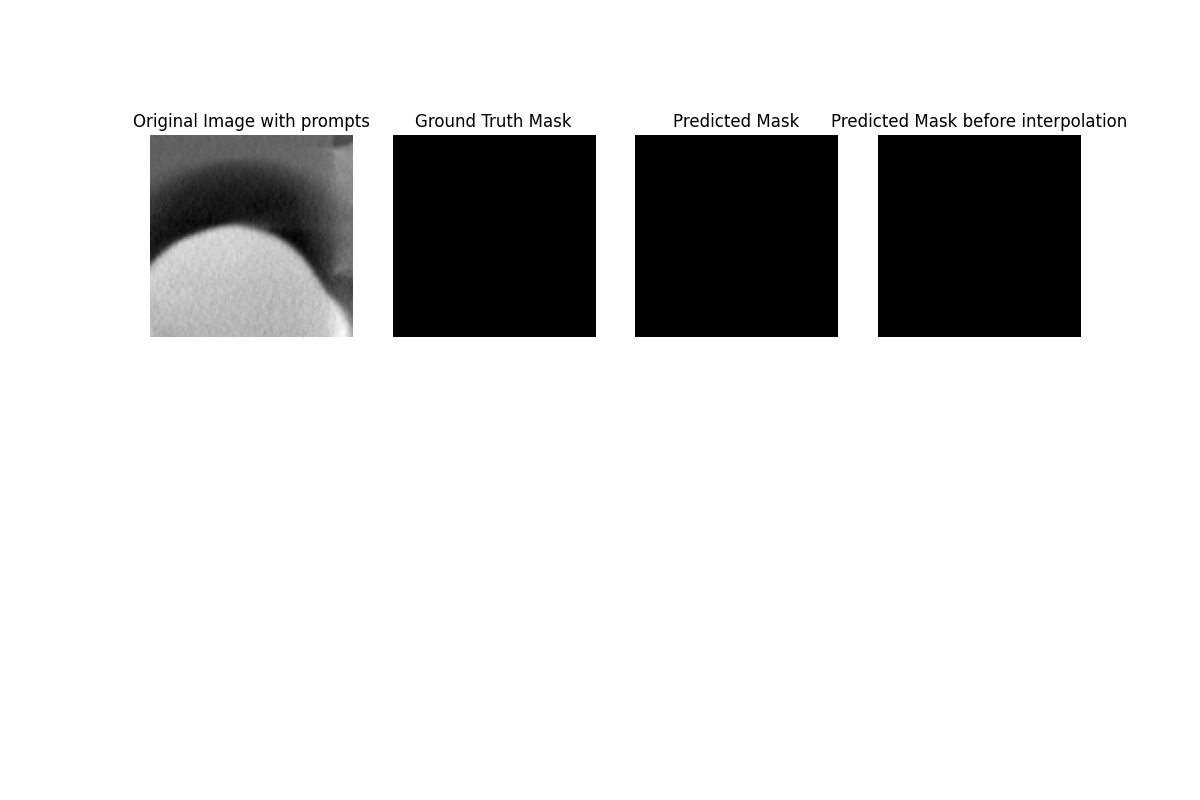 Original Image with prompts
Ground Truth Mask
Predicted Mask
Predicted Mask before interpolation